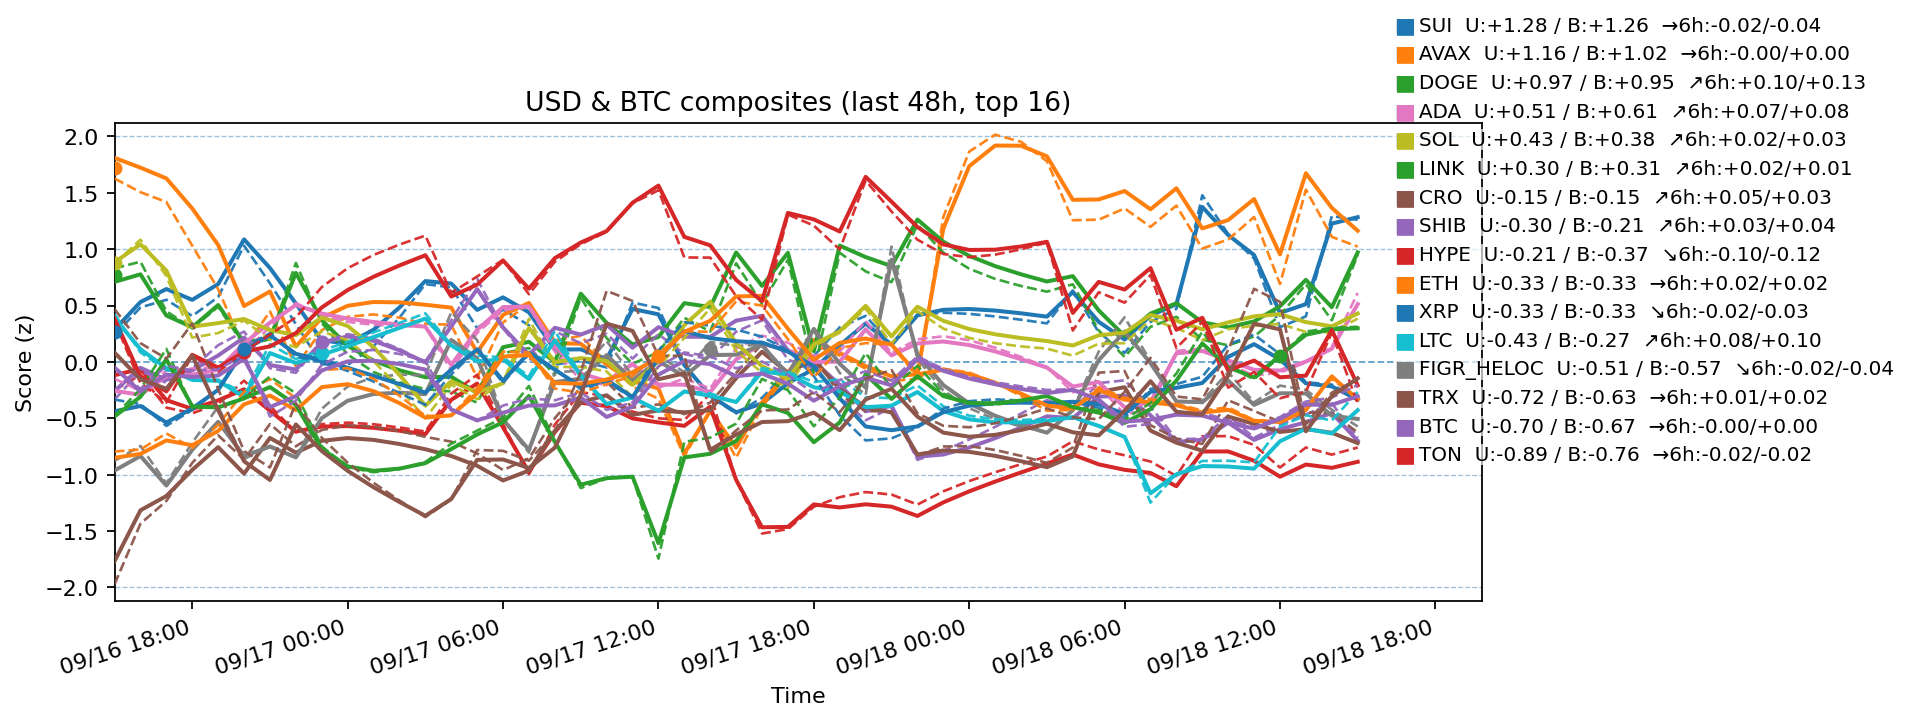 USD & BTC composites (last 48h, top 16)
SUI  U:+1.28 / B:+1.26  →6h:-0.02/-0.04
AVAX  U:+1.16 / B:+1.02  →6h:-0.00/+0.00
DOGE  U:+0.97 / B:+0.95  ↗6h:+0.10/+0.13
ADA  U:+0.51 / B:+0.61  ↗6h:+0.07/+0.08
SOL  U:+0.43 / B:+0.38  ↗6h:+0.02/+0.03
LINK  U:+0.30 / B:+0.31  ↗6h:+0.02/+0.01
CRO  U:-0.15 / B:-0.15  ↗6h:+0.05/+0.03
SHIB  U:-0.30 / B:-0.21  ↗6h:+0.03/+0.04
HYPE  U:-0.21 / B:-0.37  ↘6h:-0.10/-0.12
ETH  U:-0.33 / B:-0.33  →6h:+0.02/+0.02
XRP  U:-0.33 / B:-0.33  ↘6h:-0.02/-0.03
LTC  U:-0.43 / B:-0.27  ↗6h:+0.08/+0.10
FIGR_HELOC  U:-0.51 / B:-0.57  ↘6h:-0.02/-0.04
TRX  U:-0.72 / B:-0.63  →6h:+0.01/+0.02
BTC  U:-0.70 / B:-0.67  →6h:-0.00/+0.00
TON  U:-0.89 / B:-0.76  →6h:-0.02/-0.02
Score (z)
2.0
1.5
1.0
0.5
0.0
−0.5
−1.0
−1.5
−2.0
09/16 18:00
09/17 00:00
09/17 06:00
09/17 12:00
09/17 18:00
09/18 00:00
09/18 06:00
09/18 12:00
09/18 18:00
Time